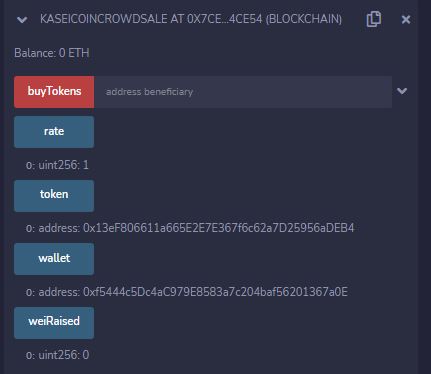 KASEICOINCROWDSALE AT 0X7CE...4CE54 (BLOCKCHAIN)
Balance: 0 ETH
buyTokens address beneficiary
rate
0: uint256: 1
token
0: address: 0x13eF806611a665E2E7E367f6c62a7D25956aDEB4
wallet
0: address: 0xf5444c5Dc4aC979E8583a7c204baf56201367a0E
weiRaised
0: uint256: 0